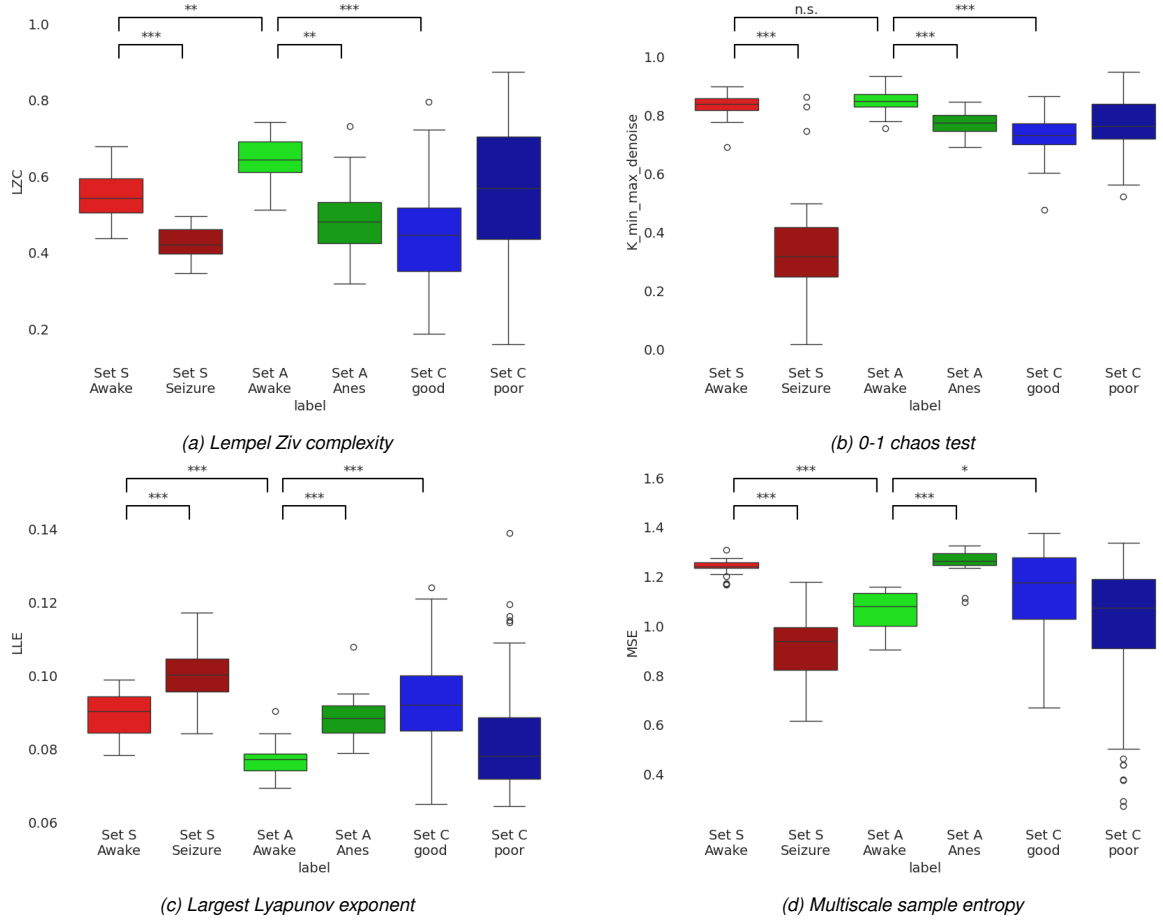 ** ***
*** **
1.0
0.8
0.6
0.4
0.2
LZC
Set S Awake
Set S Seizure
Set A Awake
Set A Anes
Set C good
Set C poor
label
(a) Lempel Ziv complexity
n.s. ***
*** ***
1.0
0.8
0.6
0.4
0.2
0.0
K_min_max_denoise
Set S Awake
Set S Seizure
Set A Awake
Set A Anes
Set C good
Set C poor
label
(b) 0-1 chaos test
*** ***
*** ***
0.14
0.12
0.10
0.08
0.06
LLE
Set S Awake
Set S Seizure
Set A Awake
Set A Anes
Set C good
Set C poor
label
(c) Largest Lyapunov exponent
*** *
*** ***
1.6
1.4
1.2
1.0
0.8
0.6
0.4
MSE
Set S Awake
Set S Seizure
Set A Awake
Set A Anes
Set C good
Set C poor
label
(d) Multiscale sample entropy